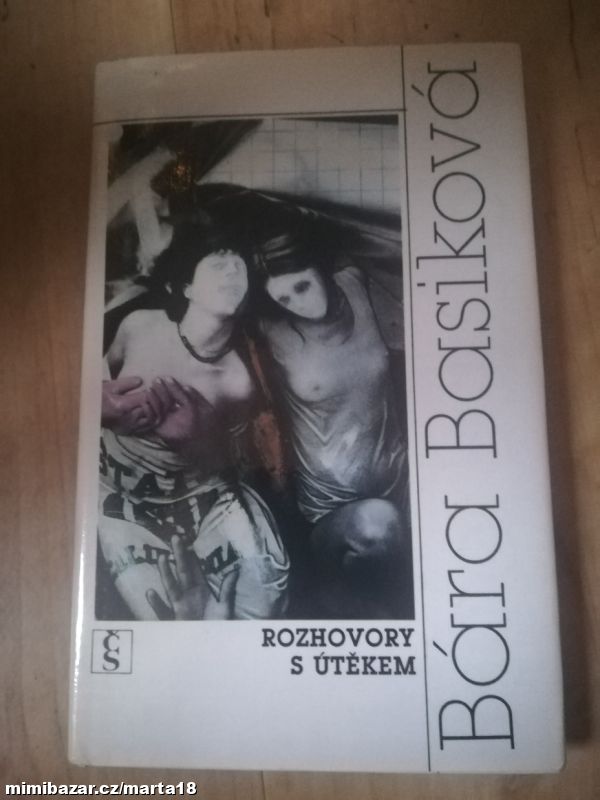 Bára Basiková
ROZHOVORY
S ÚTĚKEM
ČS
mimibazar.cz/marta18